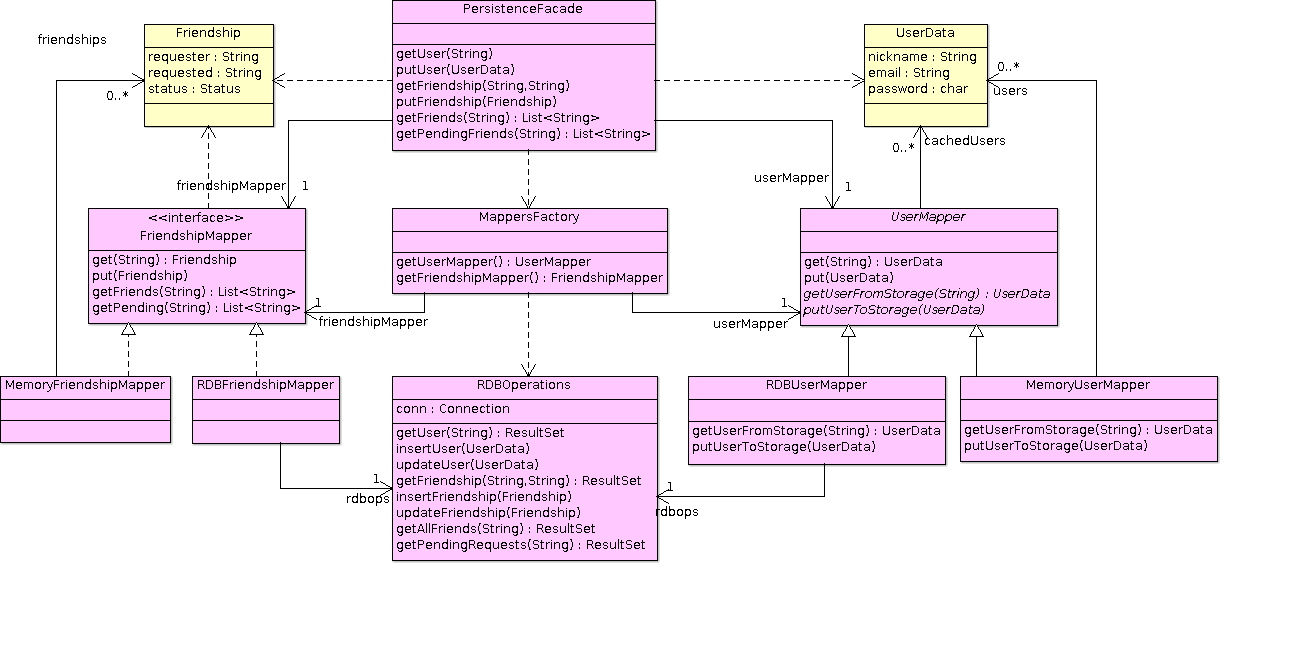 PersistenceFacade
getUser(String)
putUser(UserData)
getFriendship(String,String)
putFriendship(Friendship)
getFriends(String) : List<String>
getPendingFriends(String) : List<String>
friendships
0..*
Friendship
requester : String
requested : String
status : Status
UserData
nickname : String
email : String
password : char
0..*
users
0..*
cachedUsers
friendshipMapper
1
userMapper
1
<<interface>>
FriendshipMapper
get(String) : Friendship
put(Friendship)
getFriends(String) : List<String>
getPending(String) : List<String>
MappersFactory
getUserMapper() : UserMapper
getFriendshipMapper() : FriendshipMapper
UserMapper
get(String) : UserData
put(UserData)
getUserFromStorage(String) : UserData
putUserToStorage(UserData)
1
friendshipMapper
1
userMapper
MemoryFriendshipMapper
RDBFriendshipMapper
RDBOperations
conn : Connection
getUser(String) : ResultSet
insertUser(UserData)
updateUser(UserData)
getFriendship(String,String) : ResultSet
insertFriendship(Friendship)
updateFriendship(Friendship)
getAllFriends(String) : ResultSet
getPendingRequests(String) : ResultSet
RDBUserMapper
getUserFromStorage(String) : UserData
putUserToStorage(UserData)
MemoryUserMapper
getUserFromStorage(String) : UserData
putUserToStorage(UserData)
1
rdbops
1
rdbops